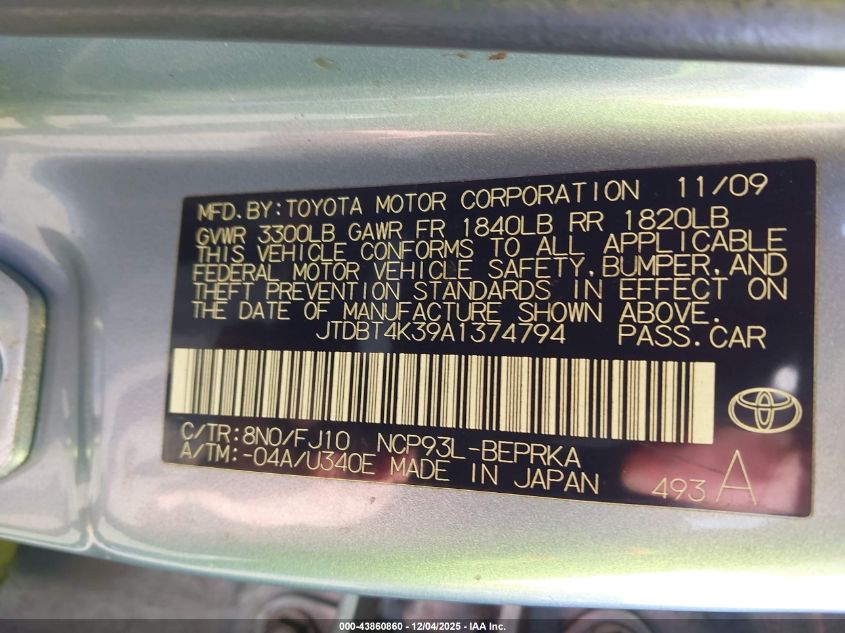 MFD.BY:TOYOTA MOTOR CORPORATION 11/09
GVWR 3300LB GAWR FR 1840LB RR 1820LB
THIS VEHICLE CONFORMS TO ALL APPLICABLE
FEDERAL MOTOR VEHICLE SAFETY,BUMPER,AND
THEFT PREVENTION STANDARDS IN EFFECT ON
THE DATE OF MANUFACTURE SHOWN ABOVE.
JTDBT4K39A1374794 PASS.CAR
C/TR:8N0/FJ10 NCP93L-BEPRKA
A/TM:-04A/U340E MADE IN JAPAN 493 A
000-43860860 - 12/04/2025 - IAA Inc.